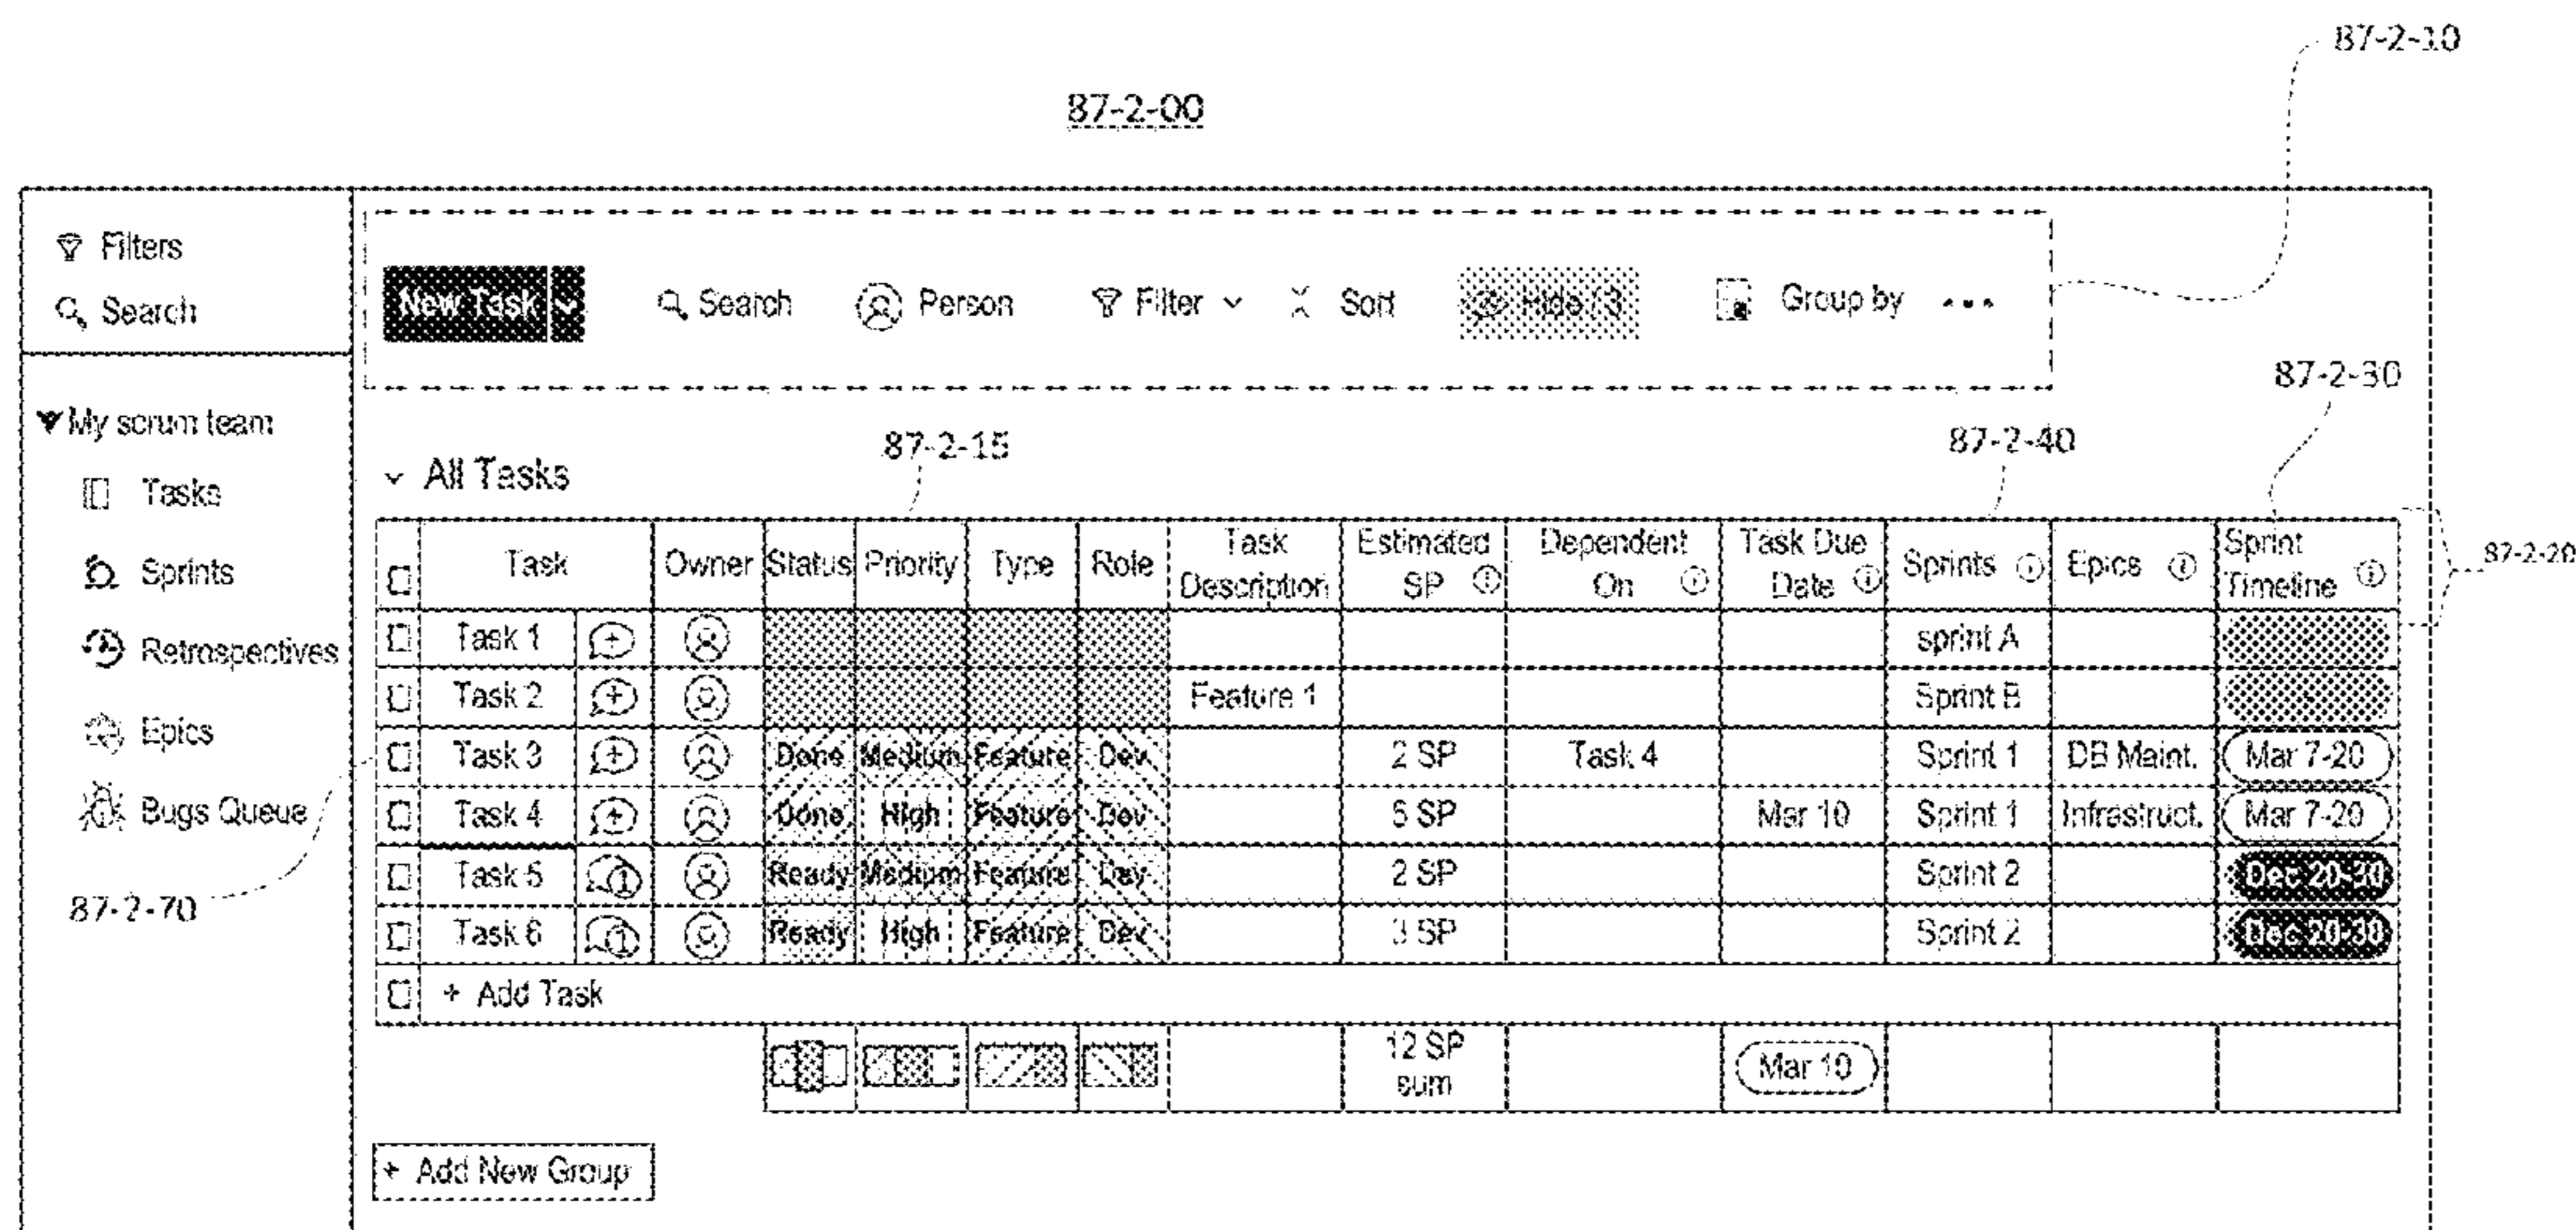 87-2-10
87-2-00
Filters
Search
New Task Search Person Filter Sort Hide / 3 Group by ...
87-2-30
My scrum team
87-2-15
87-2-40
All Tasks
Tasks
Sprints
Retrospectives
Epics
Bugs Queue
87-2-70
Task Owner Status Priority Type Role Task Description Estimated SP Dependent On Task Due Date Sprints Epics Sprint Timeline
87-2-20
Task 1 sprint A -
Task 2 Feature 1 Sprint B -
Task 3 Done Medium Feature Dev 2 SP Task 4 Sprint 1 DB Maint. Mar 7-20
Task 4 Done High Feature Dev 5 SP Mar 10 Sprint 1 Infrastruct. Mar 7-20
Task 5 1 Ready Medium Feature Dev 2 SP Sprint 2 Dec 20-30
Task 6 1 Ready High Feature Dev 3 SP Sprint 2 Dec 20-30
+ Add Task
12 SP sum Mar 10
+ Add New Group